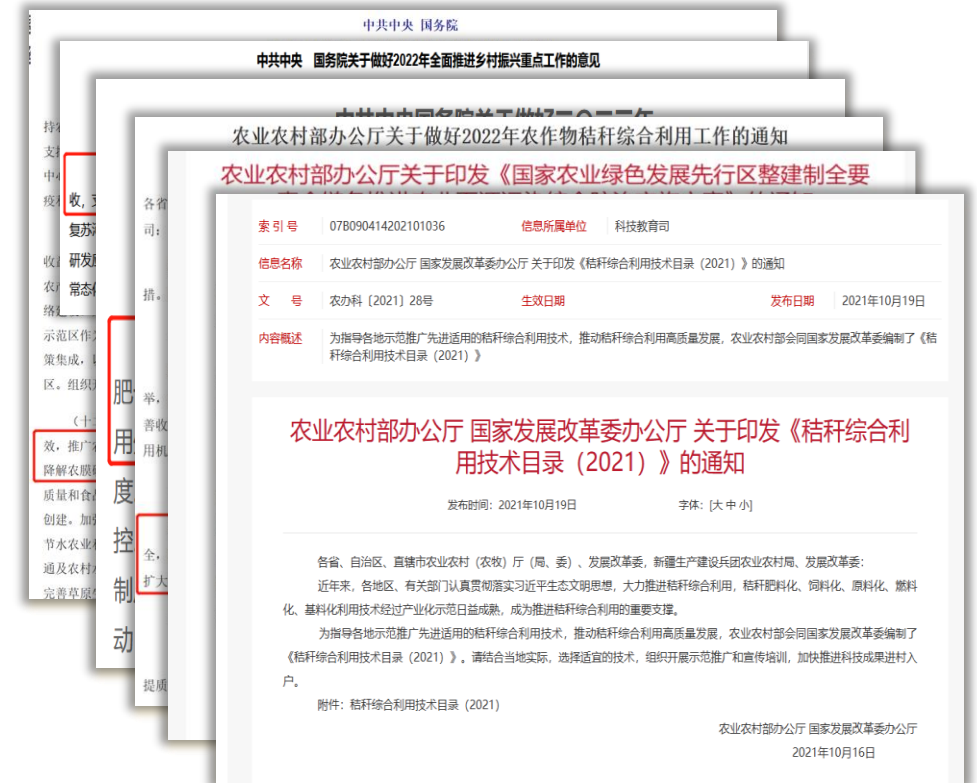 中共中央 国务院
中共中央 国务院关于做好2022年全面推进乡村振兴重点工作的意见
农业农村部办公厅关于做好2022年农作物秸秆综合利用工作的通知
农业农村部办公厅关于印发《国家农业绿色发展先行区整建制全要
持
支
中
疫
收，支
复苏
研发
常态
收
农
络
示范区作
策集成，
区。组织
（十
效，推广
降解农膜
质量和食
创建。加强
节水农业
通及农村
完善草原
肥
用
度
控
制
动
各省
司：
措。
举，
善收
用机
全，
扩大
提质
索引号 07B090414202101036 信息所属单位 科技教育司
信息名称 农业农村部办公厅 国家发展改革委办公厅 关于印发《秸秆综合利用技术目录（2021）》的通知
文 号 农办科〔2021〕28号 生效日期 发布日期 2021年10月19日
内容概述 为指导各地示范推广先进适用的秸秆综合利用技术，推动秸秆综合利用高质量发展，农业农村部会同国家发展改革委编制了《秸
秆综合利用技术目录（2021）》
农业农村部办公厅 国家发展改革委办公厅 关于印发《秸秆综合利
用技术目录（2021）》的通知
发布时间：2021年10月19日 字体：[大 中 小]
各省、自治区、直辖市农业农村（农牧）厅（局、委）、发展改革委，新疆生产建设兵团农业农村局、发展改革委：
近年来，各地区、有关部门认真贯彻落实习近平生态文明思想，大力推进秸秆综合利用，秸秆肥料化、饲料化、原料化、燃料
化、基料化利用技术经过产业化示范日益成熟，成为推进秸秆综合利用的重要支撑。
为指导各地示范推广先进适用的秸秆综合利用技术，推动秸秆综合利用高质量发展，农业农村部会同国家发展改革委编制了
《秸秆综合利用技术目录（2021）》。请结合当地实际，选择适宜的技术，组织开展示范推广和宣传培训，加快推进科技成果进村入
户。
附件：秸秆综合利用技术目录（2021）
农业农村部办公厅 国家发展改革委办公厅
2021年10月16日